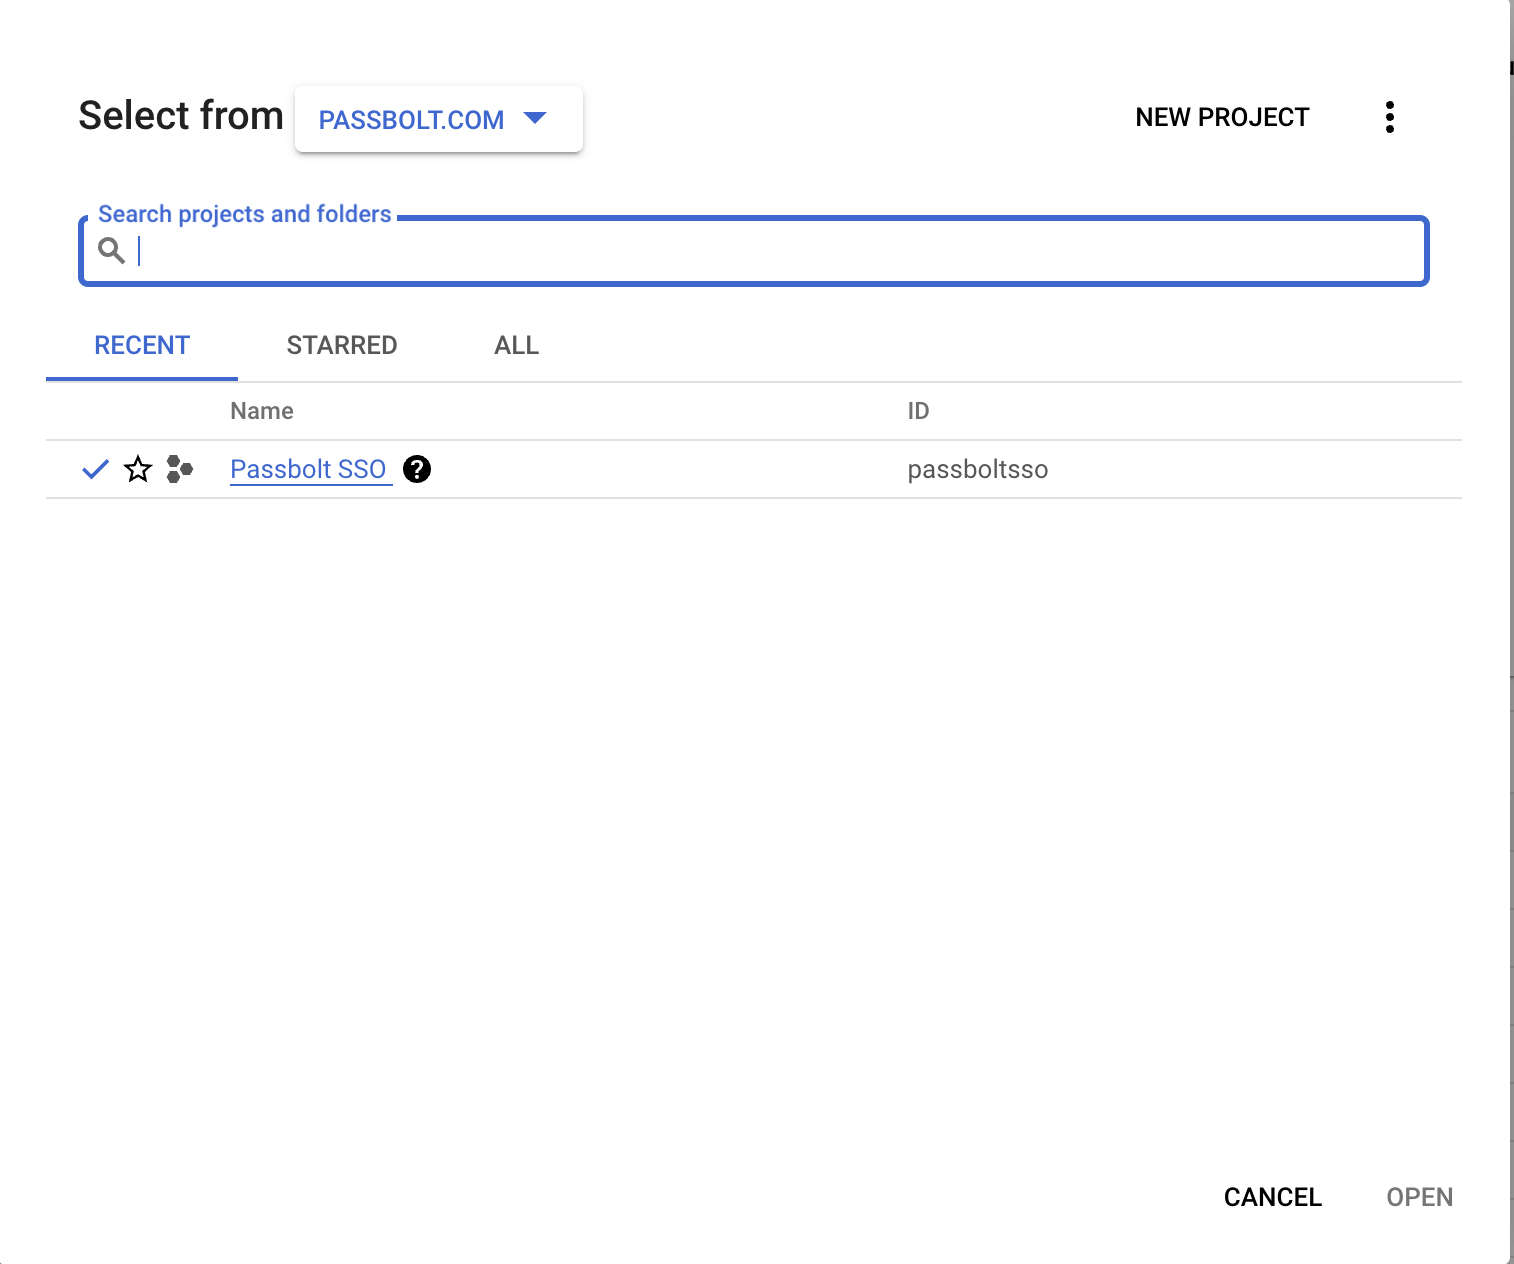 Select from PASSBOLT.COM NEW PROJECT
Search projects and folders
RECENT STARRED ALL
Name ID
Passbolt SSO ? passboltsso
CANCEL OPEN